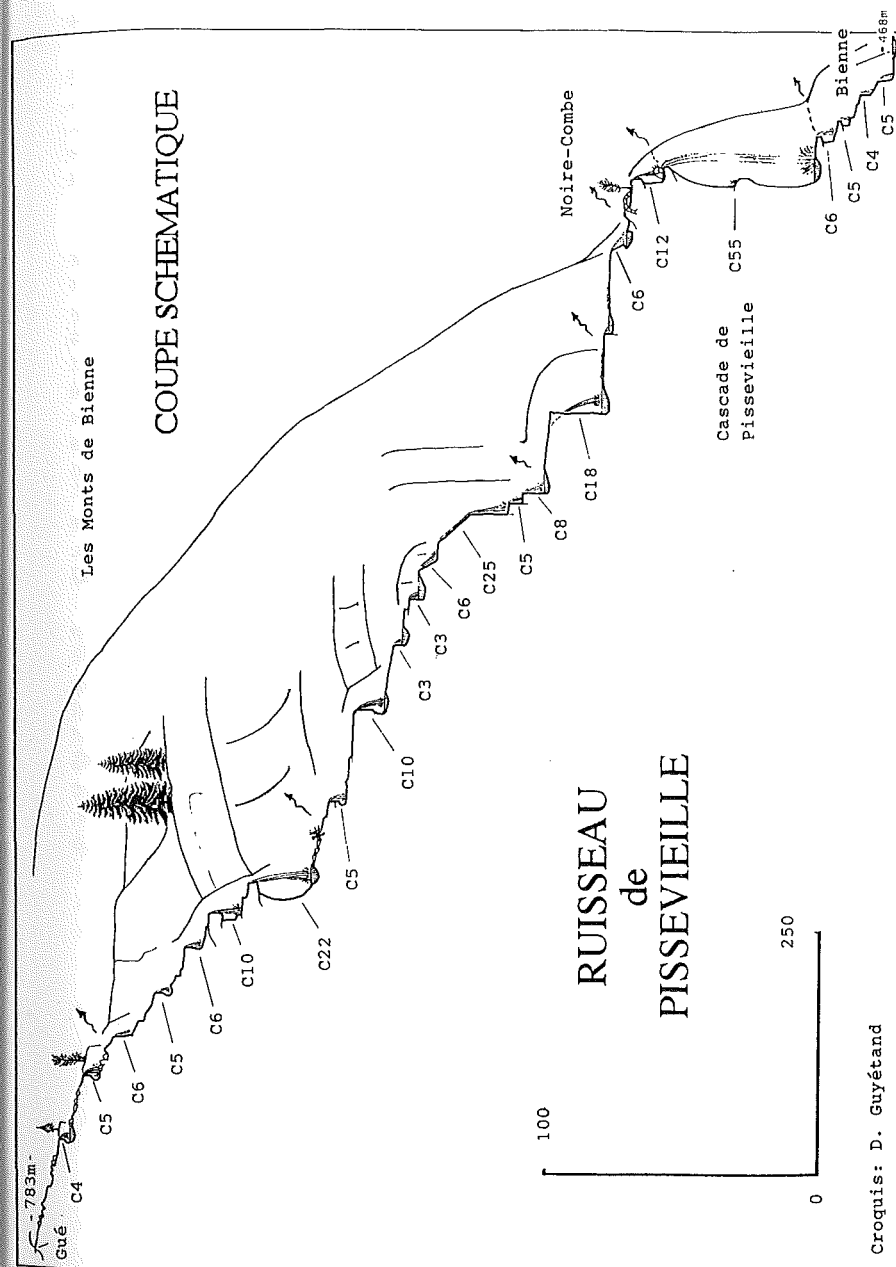 Les Monts de Bienne
COUPE SCHEMATIQUE
- 783m -
Gué
C4
C5
C6
C5
C6
C10
C22
C5
C10
C3
C3
C6
C25
C5
C8
C18
C6
Noire-Combe
C12
C55
Cascade de
Pissevieille
C6
C5
C4
C5
Bienne
-468m
RUISSEAU
de
PISSEVIEILLE
100
0
250
Croquis: D. Guyétand